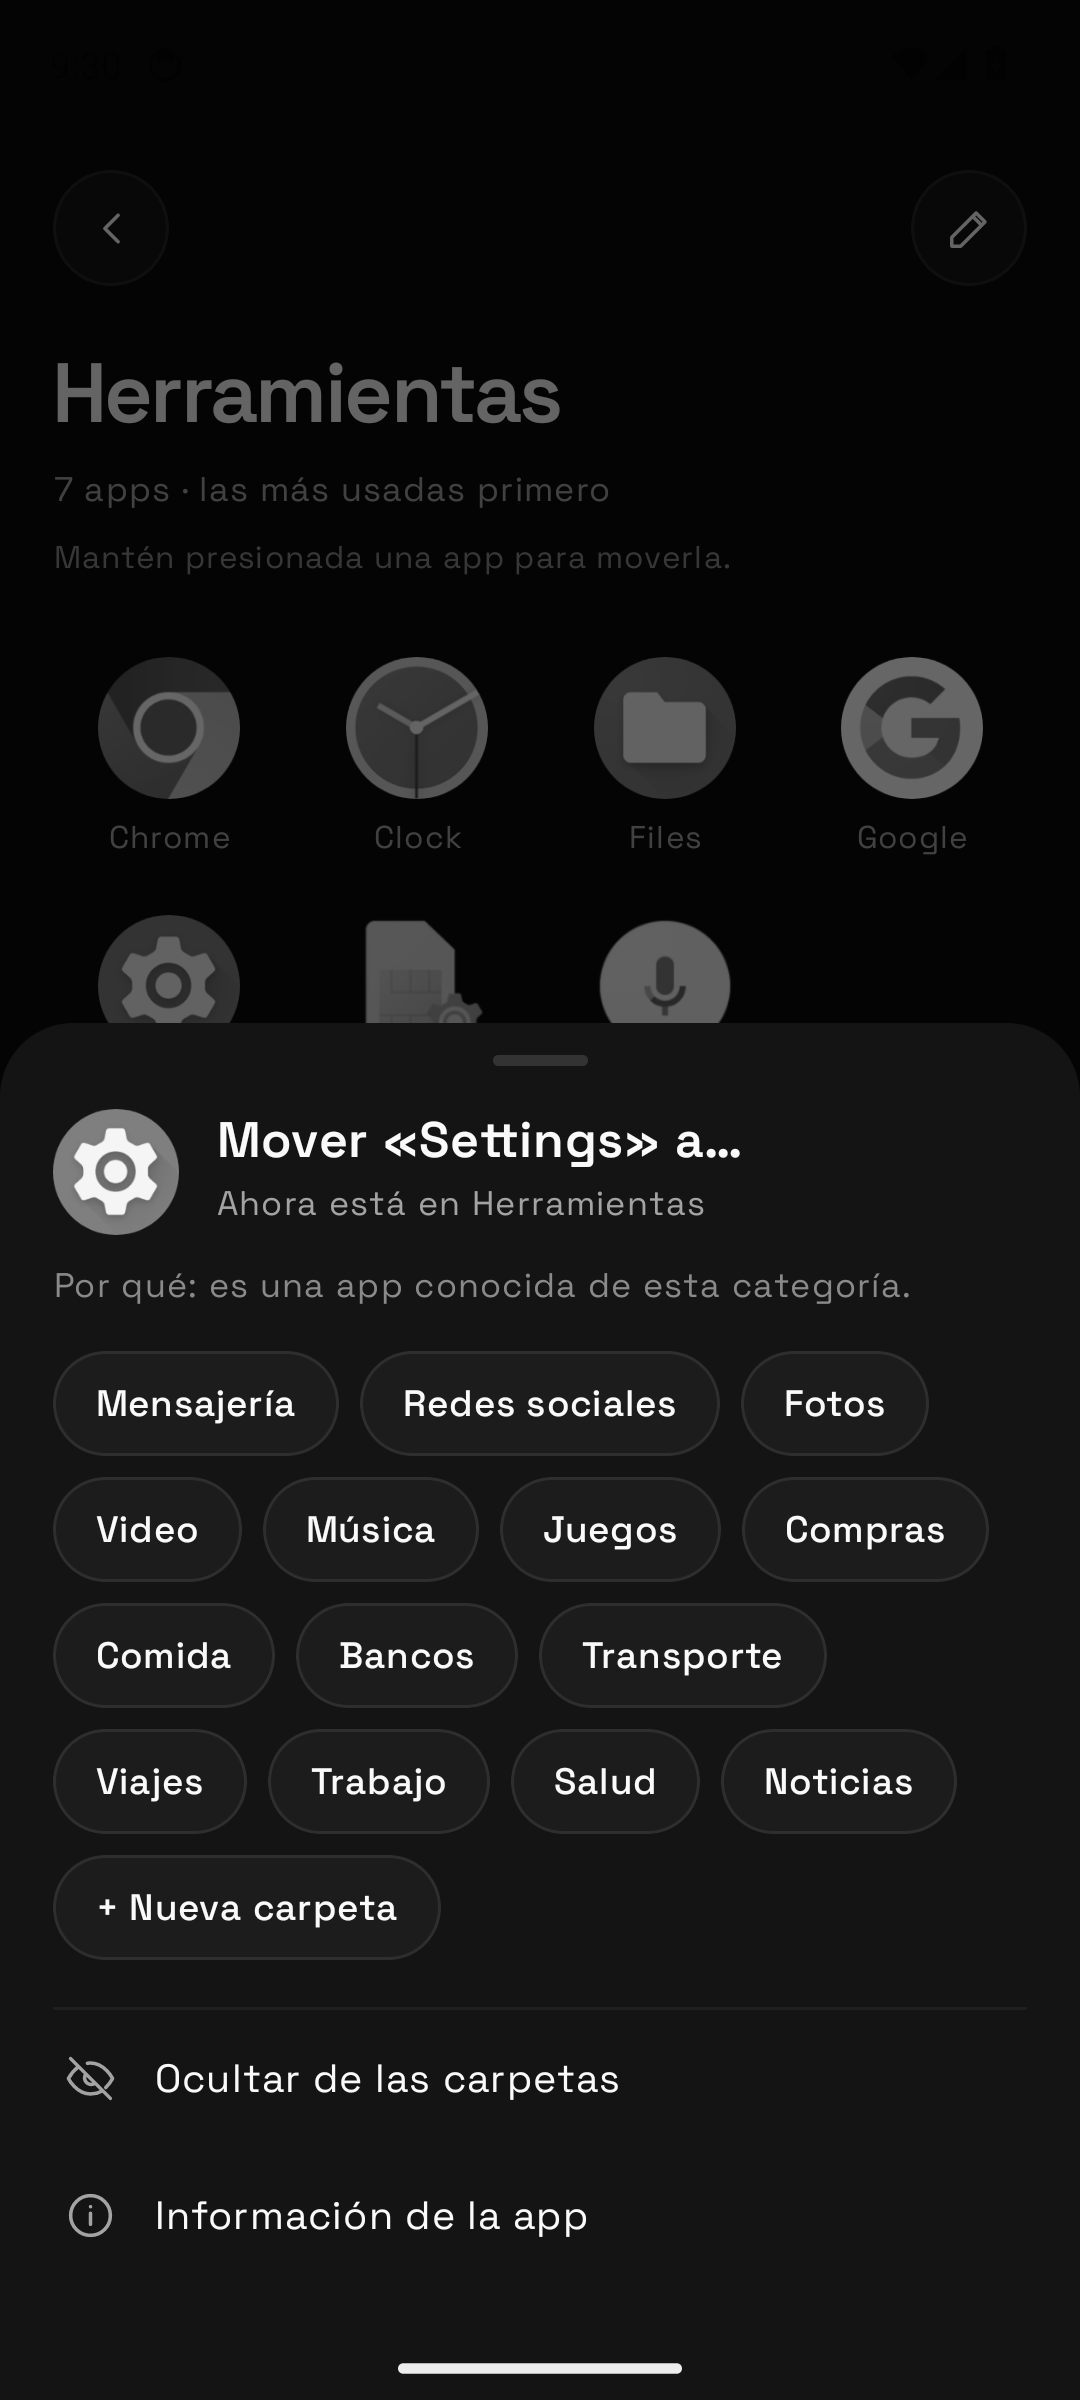 9:30
Herramientas
7 apps · las más usadas primero
Mantén presionada una app para moverla.
Chrome Clock Files Google
Mover «Settings» a…
Ahora está en Herramientas
Por qué: es una app conocida de esta categoría.
Mensajería Redes sociales Fotos
Video Música Juegos Compras
Comida Bancos Transporte
Viajes Trabajo Salud Noticias
+ Nueva carpeta
Ocultar de las carpetas
Información de la app